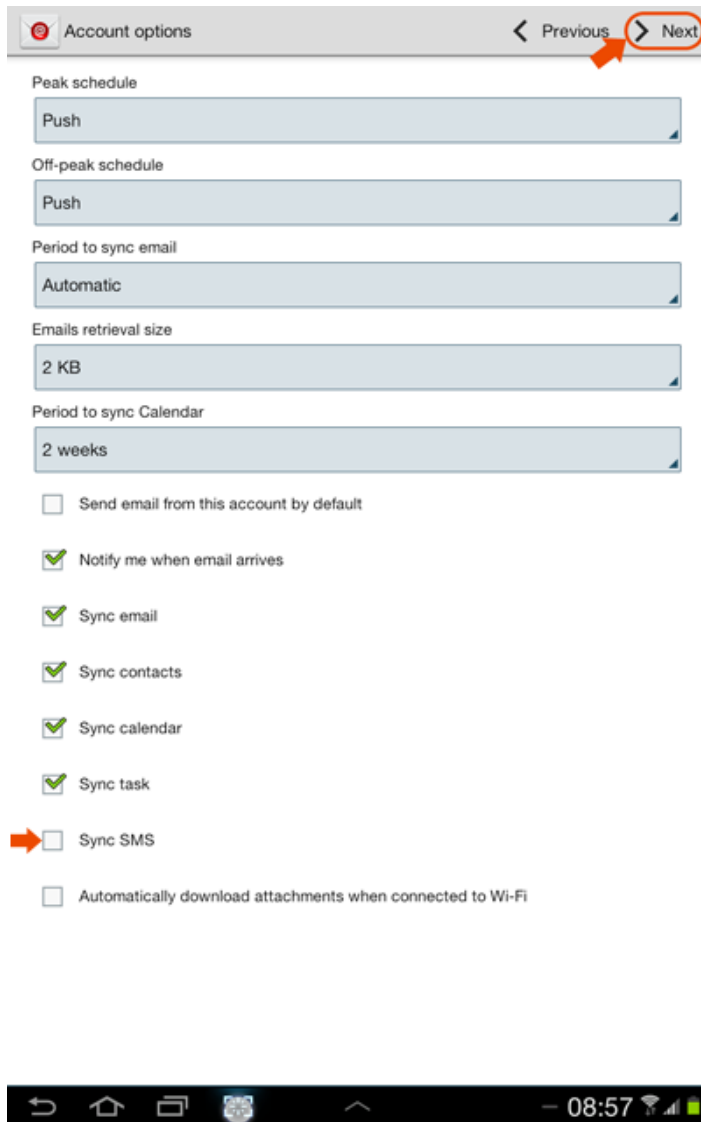 Account options
Previous
Next
Peak schedule
Push
Off-peak schedule
Push
Period to sync email
Automatic
Emails retrieval size
2 KB
Period to sync Calendar
2 weeks
Send email from this account by default
Notify me when email arrives
Sync email
Sync contacts
Sync calendar
Sync task
Sync SMS
Automatically download attachments when connected to Wi-Fi
08:57